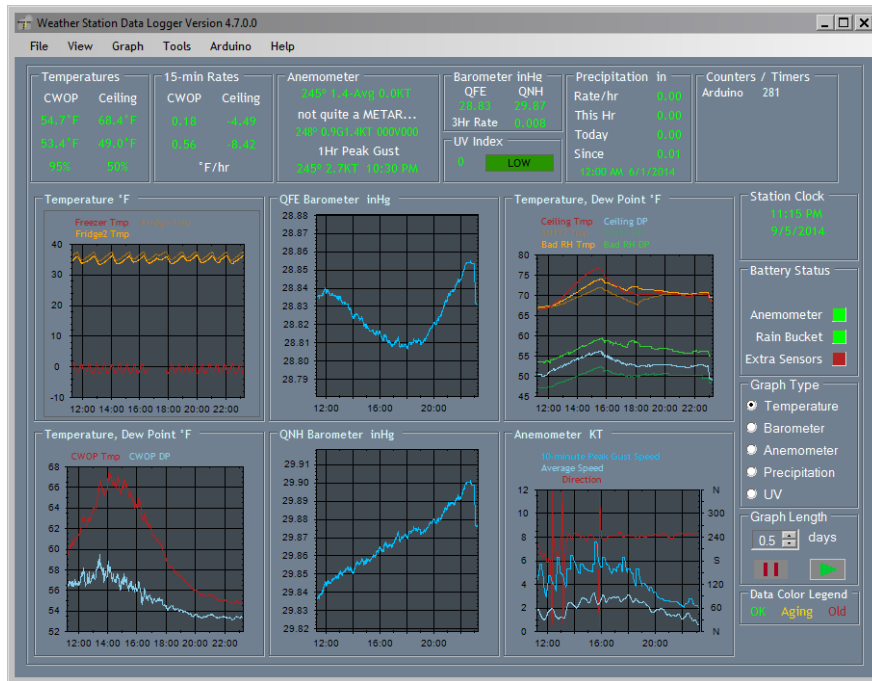 Weather Station Data Logger Version 4.7.0.0
File View Graph Tools Arduino Help
Temperatures
CWOP Ceiling
54.7°F 68.4°F
53.4°F 49.0°F
95% 50%
15-min Rates
CWOP Ceiling
0.18 -4.49
0.56 -8.42
°F/hr
Anemometer
245° 1.4-Avg 0.0KT
not quite a METAR...
248° 0.9G1.4KT 000V000
1Hr Peak Gust
245° 2.7KT 10:30 PM
Barometer inHg
QFE QNH
28.83 29.87
3Hr Rate 0.008
UV Index
0 LOW
Precipitation in
Rate/hr 0.00
This Hr 0.00
Today 0.00
Since 0.01
12:00 AM 6/1/2014
Counters / Timers
Arduino 281
Temperature °F
Freezer Tmp
Fridge2 Tmp
40
30
20
10
0
-10
12:00 14:00 16:00 18:00 20:00 22:00
QFE Barometer inHg
28.88
28.86
28.85
28.84
28.83
28.82
28.81
28.80
28.79
12:00 16:00 20:00
Temperature, Dew Point °F
Ceiling Tmp Ceiling DP
Bad RH Tmp Bad RH DP
80
75
70
65
60
55
50
45
12:00 14:00 16:00 18:00 20:00 22:00
Station Clock
11:15 PM
9/5/2014
Battery Status
Anemometer
Rain Bucket
Extra Sensors
Graph Type
Temperature
Barometer
Anemometer
Precipitation
UV
Temperature, Dew Point °F
CWOP Tmp CWOP DP
68
66
64
62
60
58
56
54
52
12:00 14:00 16:00 18:00 20:00 22:00
QNH Barometer inHg
29.91
29.90
29.89
29.88
29.87
29.86
29.84
29.83
29.82
12:00 16:00 20:00
Anemometer KT
10-minute Peak Gust Speed
Average Speed
Direction
12 N
10 300
8 240
6 S
4 120
2 60
0 N
12:00 16:00 20:00
Graph Length
0.5 days
Data Color Legend
OK Aging Old